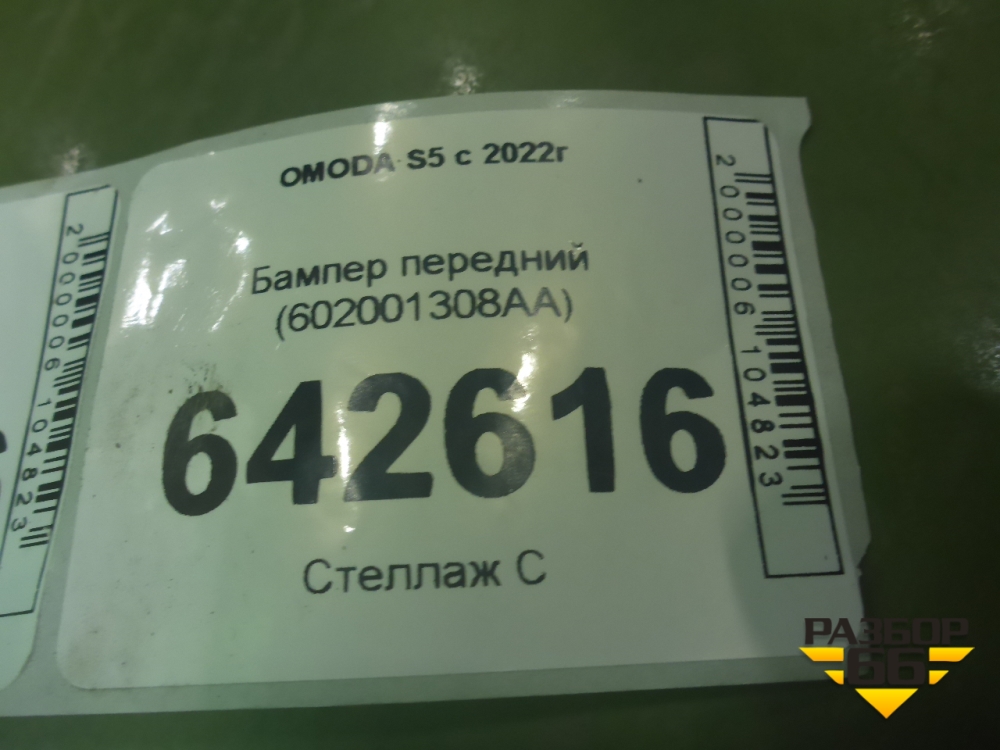 OMODA S5 с 2022г
Бампер передний
(602001308AA)
642616
Стеллаж С
2000006104823
2000006104823
РАЗБОР
66